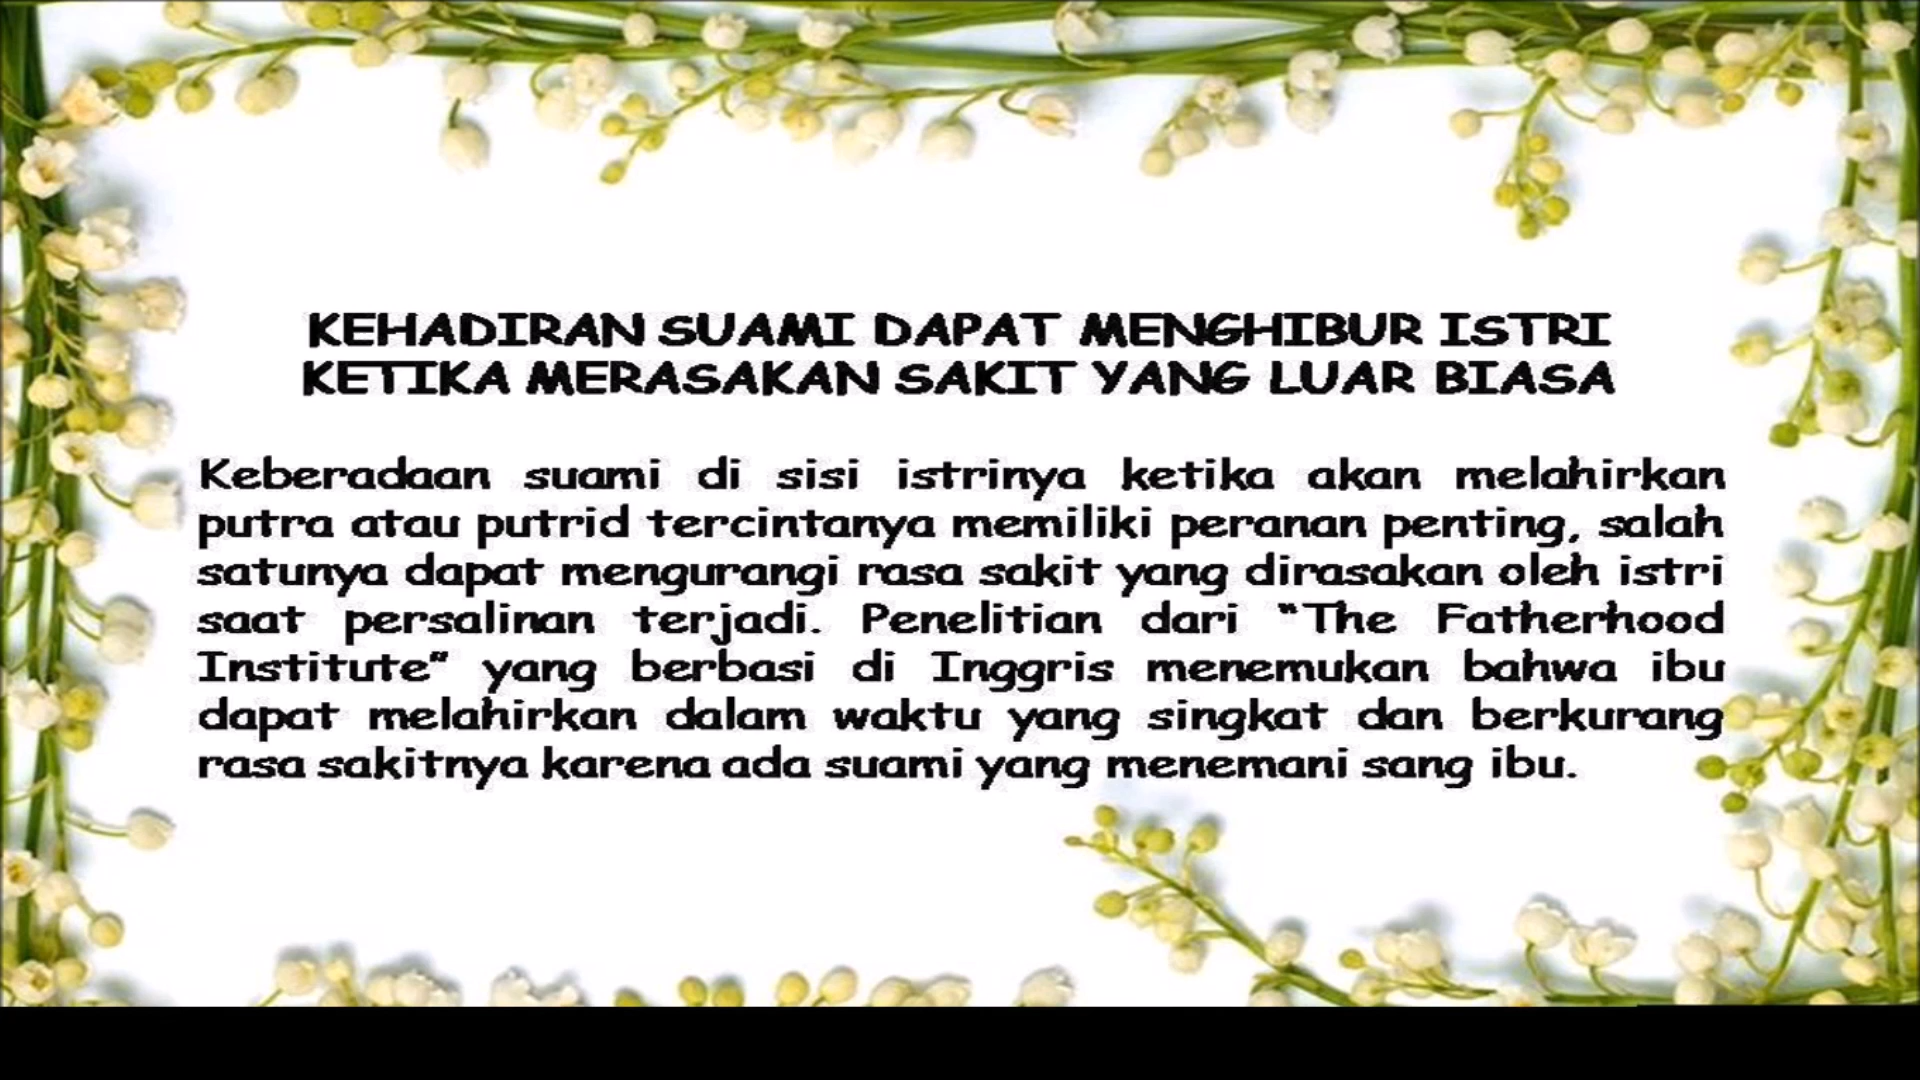 KEHADIRAN SUAMI DAPAT MENGHIBUR ISTRI
KETIKA MERASAKAN SAKIT YANG LUAR BIASA
Keberadaan suami di sisi istrinya ketika akan melahirkan
putra atau putrid tercintanya memiliki peranan penting, salah
satunya dapat mengurangi rasa sakit yang dirasakan oleh istri
saat persalinan terjadi. Penelitian dari “The Fatherhood
Institute” yang berbasi di Inggris menemukan bahwa ibu
dapat melahirkan dalam waktu yang singkat dan berkurang
rasa sakitnya karena ada suami yang menemani sang ibu.